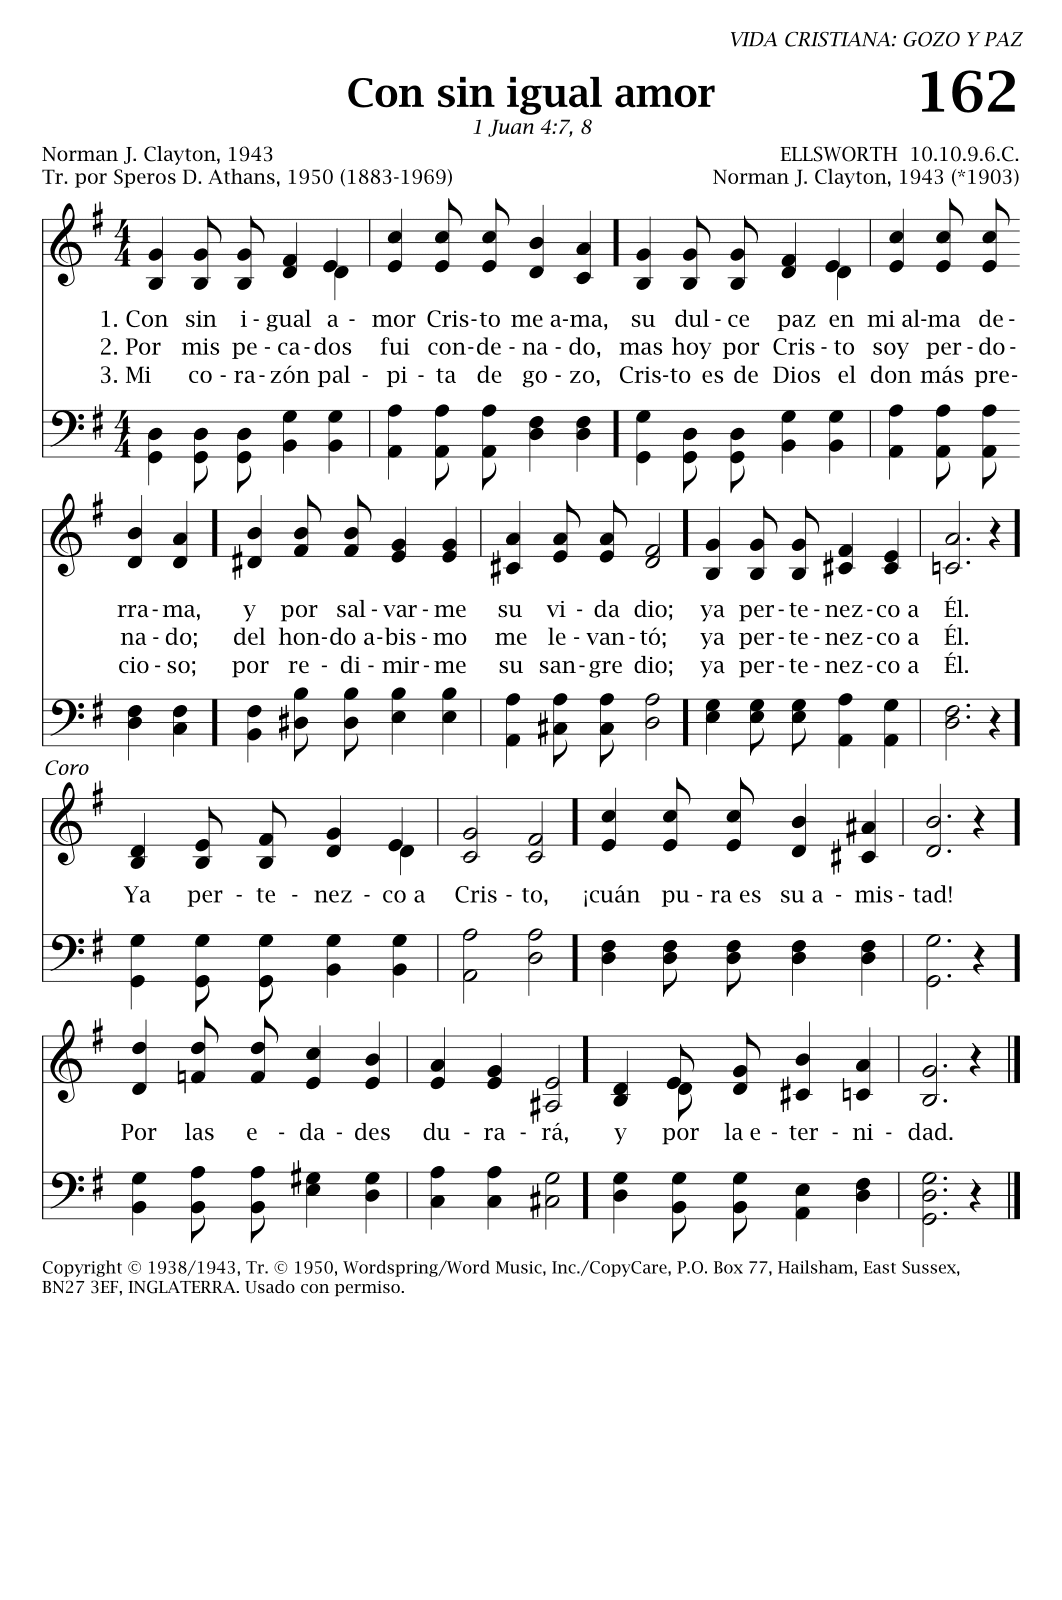 VIDA CRISTIANA: GOZO Y PAZ
Con sin igual amor 162
1 Juan 4:7, 8
Norman J. Clayton, 1943 ELLSWORTH 10.10.9.6.C.
Tr. por Speros D. Athans, 1950 (1883-1969) Norman J. Clayton, 1943 (*1903)
1. Con sin i - gual a - mor Cris - to me a - ma, su dul - ce paz en mi al - ma de -
2. Por mis pe - ca - dos fui con - de - na - do, mas hoy por Cris - to soy per - do -
3. Mi co - ra - zón pal - pi - ta de go - zo, Cris - to es de Dios el don más pre -
rra - ma, y por sal - var - me su vi - da dio; ya per - te - nez - co a Él.
na - do; del hon - do a - bis - mo me le - van - tó; ya per - te - nez - co a Él.
cio - so; por re - di - mir - me su san - gre dio; ya per - te - nez - co a Él.
Coro
Ya per - te - nez - co a Cris - to, ¡cuán pu - ra es su a - mis - tad!
Por las e - da - des du - ra - rá, y por la e - ter - ni - dad.
Copyright © 1938/1943, Tr. © 1950, Wordspring/Word Music, Inc./CopyCare, P.O. Box 77, Hailsham, East Sussex,
BN27 3EF, INGLATERRA. Usado con permiso.